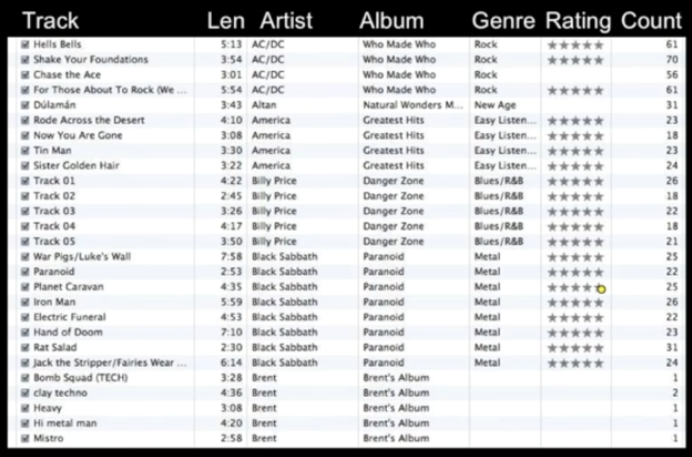 Track Len Artist Album Genre Rating Count
Hells Bells 5:13 AC/DC Who Made Who Rock ★★★★★ 61
Shake Your Foundations 3:54 AC/DC Who Made Who Rock ★★★★★ 70
Chase the Ace 3:01 AC/DC Who Made Who Rock 56
For Those About To Rock (We ... 5:54 AC/DC Who Made Who Rock ★★★★★ 61
Dúlamán 3:43 Altan Natural Wonders M... New Age 31
Rode Across the Desert 4:10 America Greatest Hits Easy Listen... ★★★★★ 23
Now You Are Gone 3:08 America Greatest Hits Easy Listen... ★★★★★ 18
Tin Man 3:30 America Greatest Hits Easy Listen... ★★★★★ 23
Sister Golden Hair 3:22 America Greatest Hits Easy Listen... ★★★★★ 24
Track 01 4:22 Billy Price Danger Zone Blues/R&B ★★★★★ 26
Track 02 2:45 Billy Price Danger Zone Blues/R&B ★★★★★ 18
Track 03 3:26 Billy Price Danger Zone Blues/R&B ★★★★★ 22
Track 04 4:17 Billy Price Danger Zone Blues/R&B ★★★★★ 18
Track 05 3:50 Billy Price Danger Zone Blues/R&B ★★★★★ 21
War Pigs/Luke's Wall 7:58 Black Sabbath Paranoid Metal ★★★★★ 25
Paranoid 2:53 Black Sabbath Paranoid Metal ★★★★★ 22
Planet Caravan 4:35 Black Sabbath Paranoid Metal ★★★★★ 25
Iron Man 5:59 Black Sabbath Paranoid Metal ★★★★★ 26
Electric Funeral 4:53 Black Sabbath Paranoid Metal ★★★★★ 22
Hand of Doom 7:10 Black Sabbath Paranoid Metal ★★★★★ 23
Rat Salad 2:30 Black Sabbath Paranoid Metal ★★★★★ 31
Jack the Stripper/Fairies Wear ... 6:14 Black Sabbath Paranoid Metal ★★★★★ 24
Bomb Squad (TECH) 3:28 Brent Brent's Album 1
clay techno 4:36 Brent Brent's Album 2
Heavy 3:08 Brent Brent's Album 1
Hi metal man 4:20 Brent Brent's Album 1
Mistro 2:58 Brent Brent's Album 1